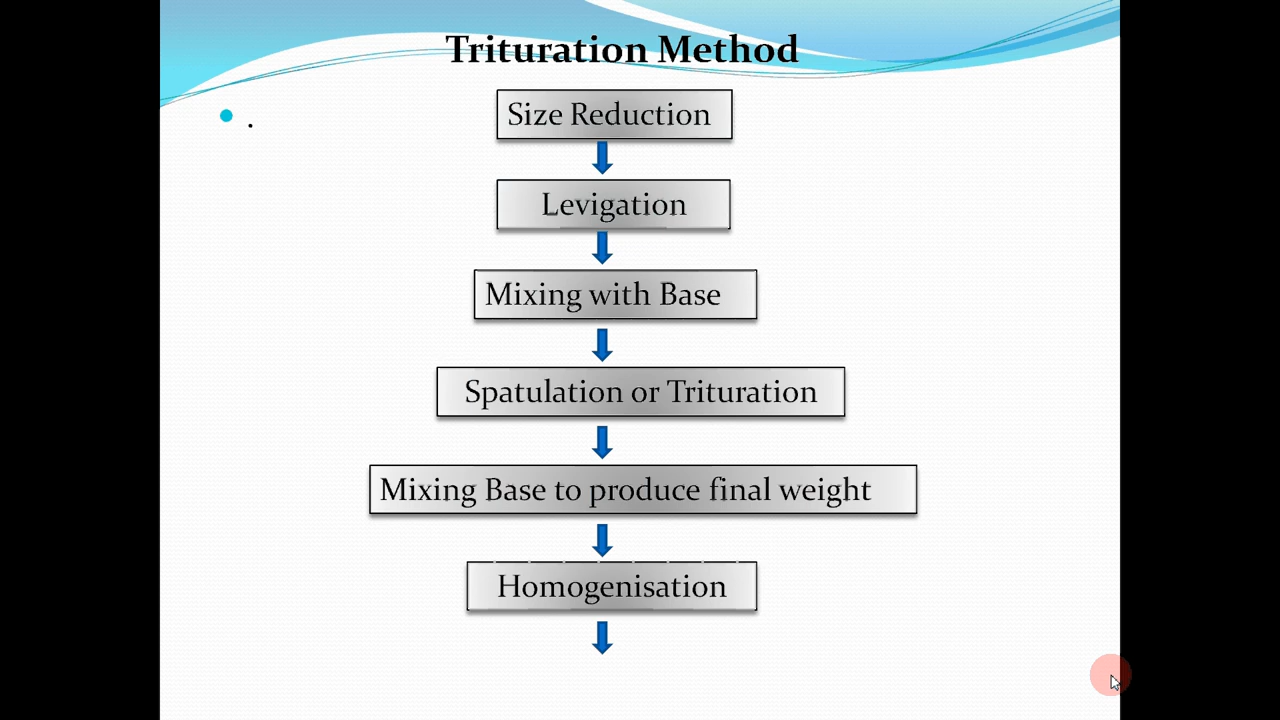 Trituration Method
.
Size Reduction
Levigation
Mixing with Base
Spatulation or Trituration
Mixing Base to produce final weight
Homogenisation